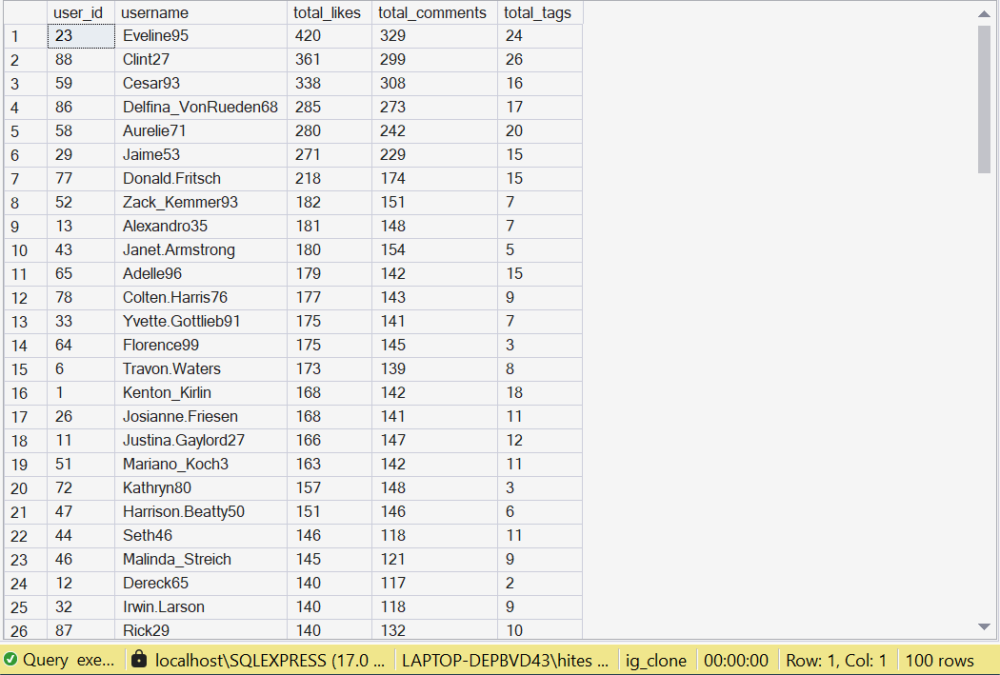 user_id username total_likes total_comments total_tags
1 23 Eveline95 420 329 24
2 88 Clint27 361 299 26
3 59 Cesar93 338 308 16
4 86 Delfina_VonRueden68 285 273 17
5 58 Aurelie71 280 242 20
6 29 Jaime53 271 229 15
7 77 Donald.Fritsch 218 174 15
8 52 Zack_Kemmer93 182 151 7
9 13 Alexandro35 181 148 7
10 43 Janet.Armstrong 180 154 5
11 65 Adelle96 179 142 15
12 78 Colten.Harris76 177 143 9
13 33 Yvette.Gottlieb91 175 141 7
14 64 Florence99 175 145 3
15 6 Travon.Waters 173 139 8
16 1 Kenton_Kirlin 168 142 18
17 26 Josianne.Friesen 168 141 11
18 11 Justina.Gaylord27 166 147 12
19 51 Mariano_Koch3 163 142 11
20 72 Kathryn80 157 148 3
21 47 Harrison.Beatty50 151 146 6
22 44 Seth46 146 118 11
23 46 Malinda_Streich 145 121 9
24 12 Dereck65 140 117 2
25 32 Irwin.Larson 140 118 9
26 87 Rick29 140 132 10
Query exe... localhost\SQLEXPRESS (17.0 ... LAPTOP-DEPBVD43\hites ... ig_clone 00:00:00 Row: 1, Col: 1 100 rows